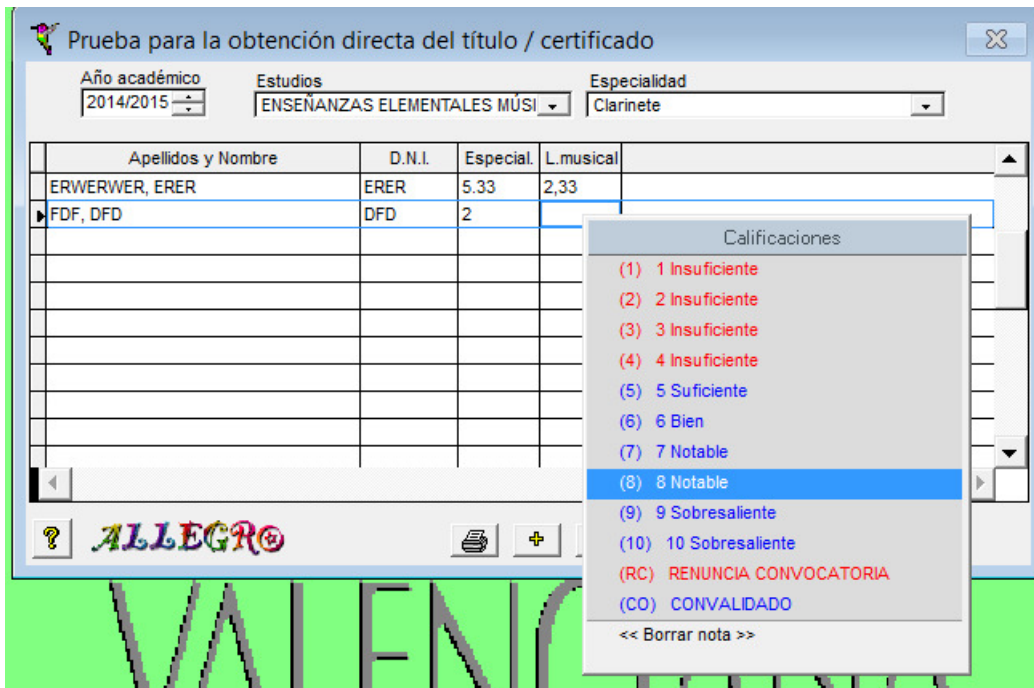 Prueba para la obtención directa del título / certificado
Año académico Estudios Especialidad
2014/2015 ENSEÑANZAS ELEMENTALES MÚSI Clarinete
Apellidos y Nombre D.N.I. Especial. L.musical
ERWERWER, ERER ERER 5.33 2,33
FDF, DFD DFD 2
Calificaciones
(1) 1 Insuficiente
(2) 2 Insuficiente
(3) 3 Insuficiente
(4) 4 Insuficiente
(5) 5 Suficiente
(6) 6 Bien
(7) 7 Notable
(8) 8 Notable
(9) 9 Sobresaliente
(10) 10 Sobresaliente
(RC) RENUNCIA CONVOCATORIA
(CO) CONVALIDADO
<< Borrar nota >>
? ALLEGRO